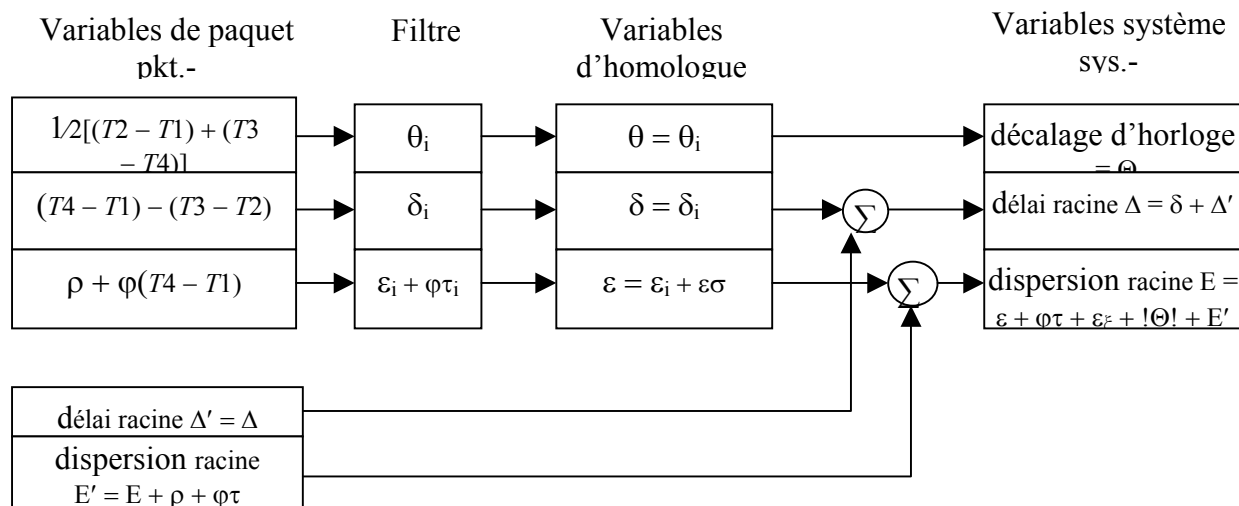 Variables de paquet
pkt.-
Filtre
Variables
d’homologue
Variables système
sys.-
1⁄2[(T2 – T1) + (T3
– T4)]
θi
θ = θi
décalage d’horloge
= Θ
(T4 – T1) – (T3 – T2)
δi
δ = δi
∑
délai racine Δ = δ + Δ′
ρ + φ(T4 – T1)
εi + φτi
ε = εi + εσ
∑
dispersion racine E =
ε + φτ + εξ + !Θ! + E′
délai racine Δ′ = Δ
dispersion racine
E′ = E + ρ + φτ